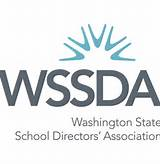 WSSDA
Washington State
School Directors' Association